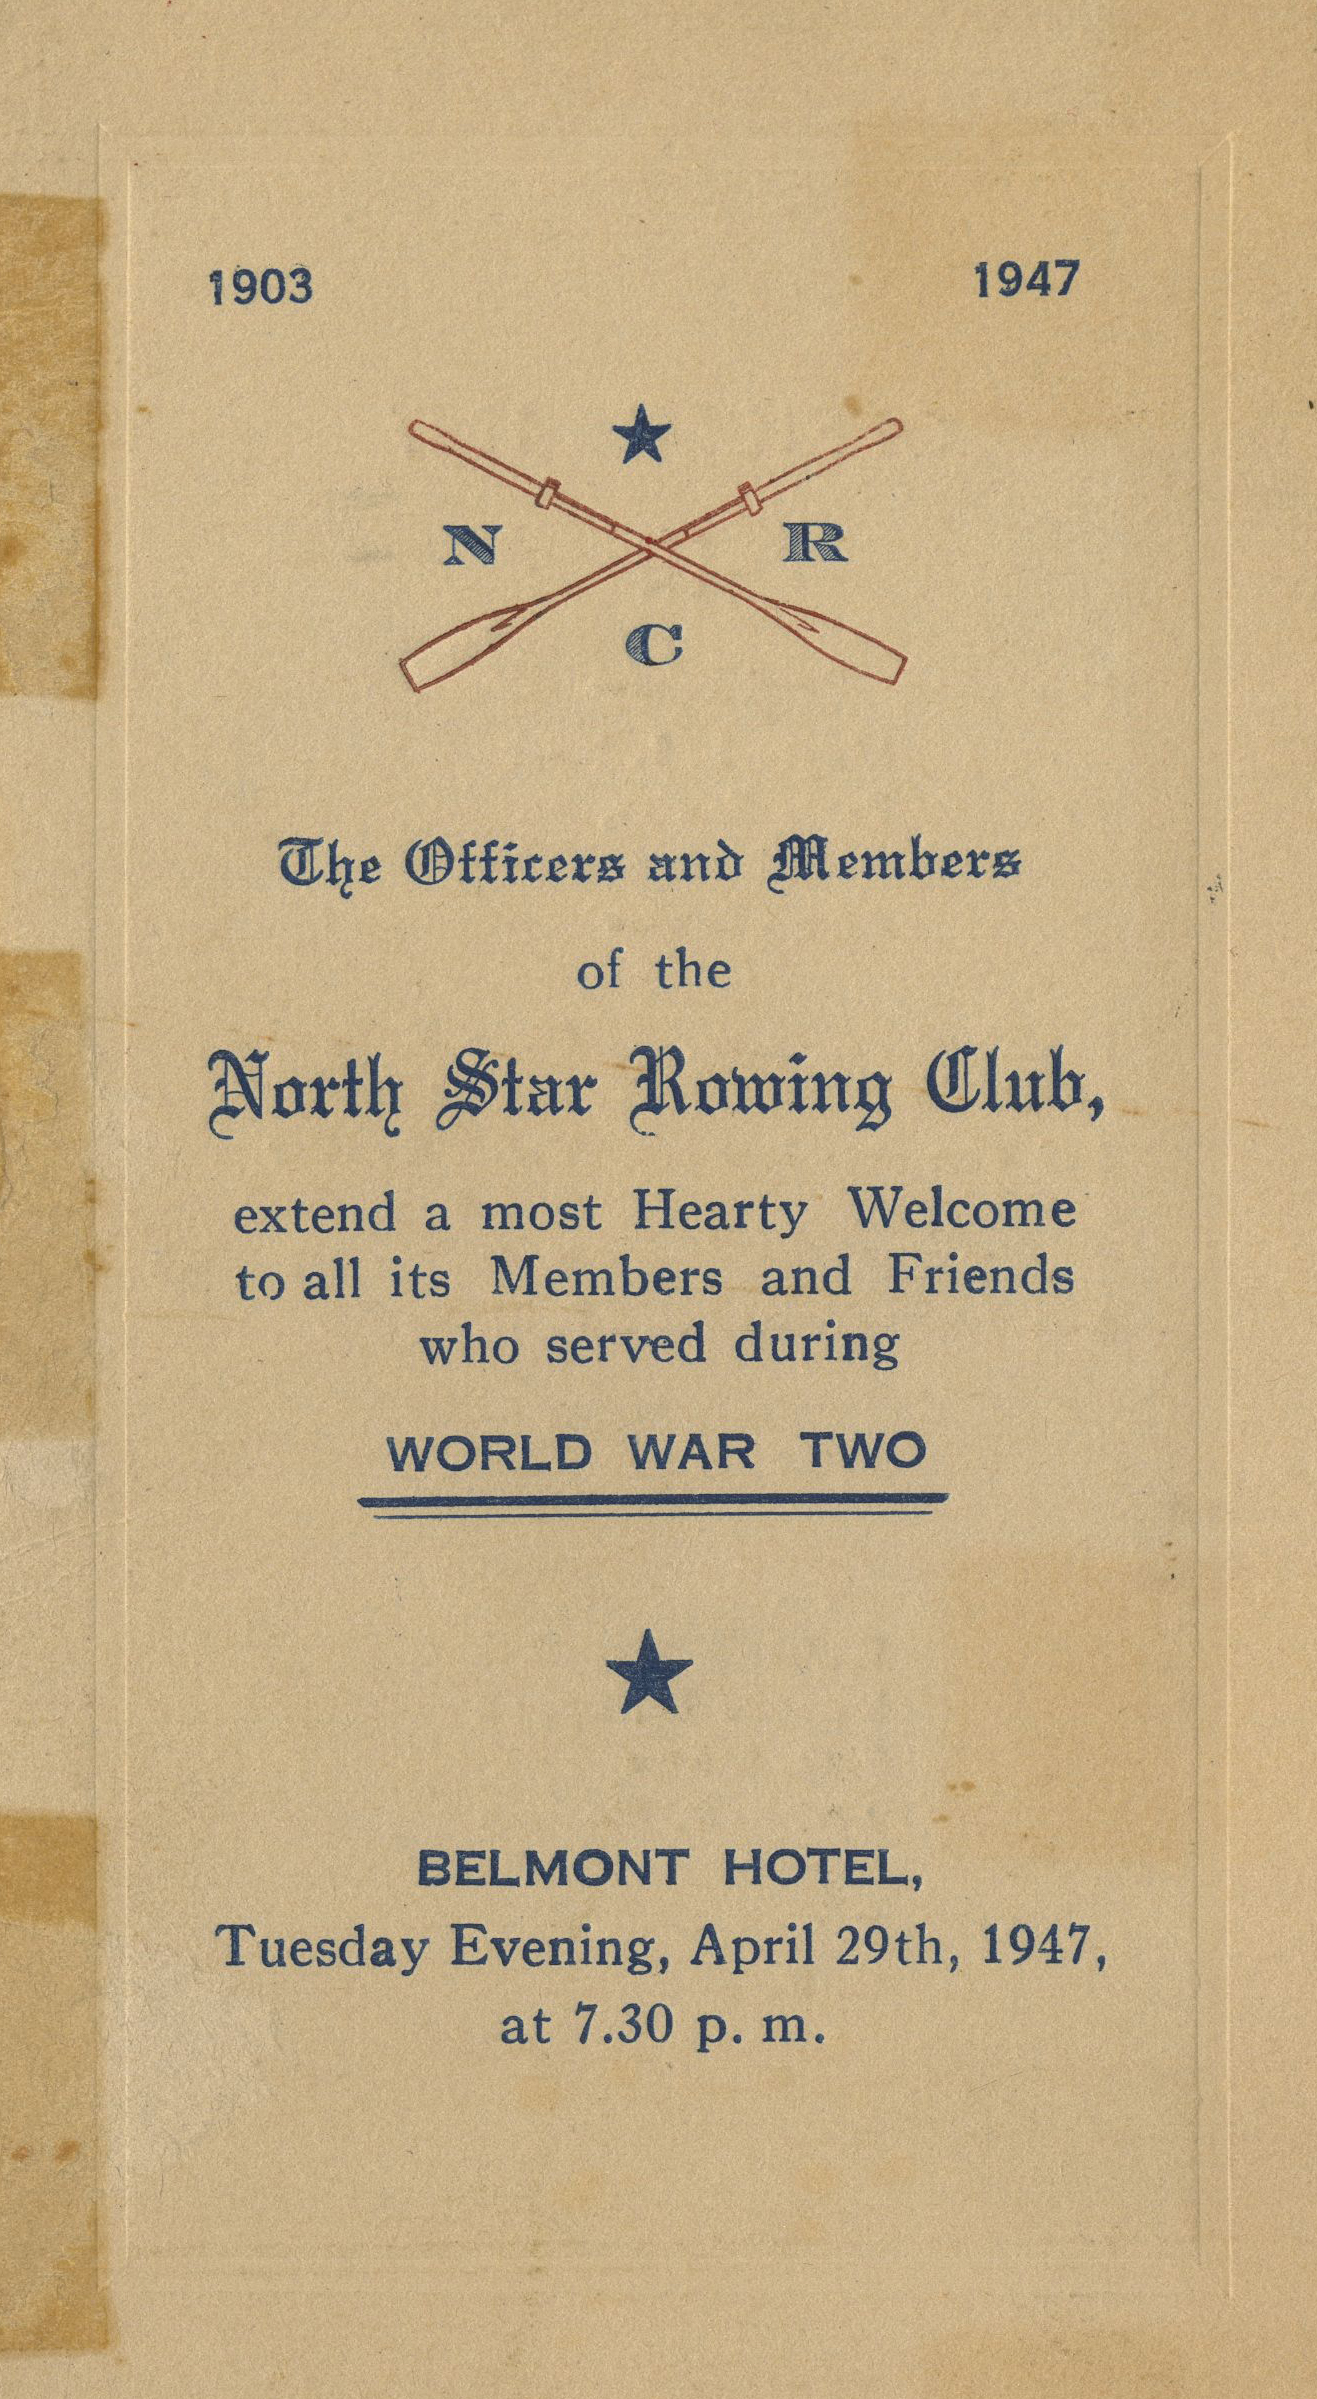 1903 1947
★
N R
C
The Officers and Members
of the
North Star Rowing Club,
extend a most Hearty Welcome
to all its Members and Friends
who served during
WORLD WAR TWO
★
BELMONT HOTEL,
Tuesday Evening, April 29th, 1947,
at 7.30 p. m.